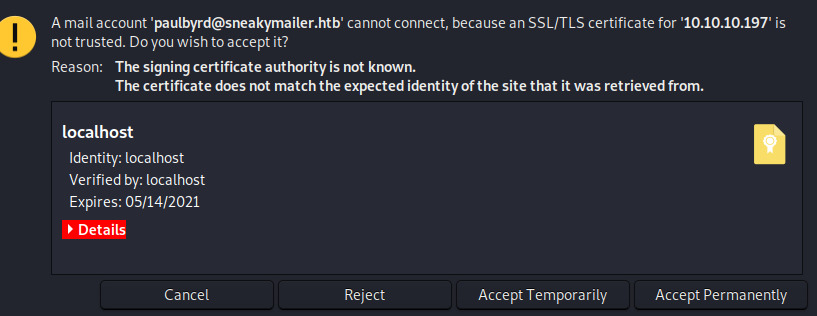 A mail account 'paulbyrd@sneakymailer.htb' cannot connect, because an SSL/TLS certificate for '10.10.10.197' is
not trusted. Do you wish to accept it?
Reason: The signing certificate authority is not known.
The certificate does not match the expected identity of the site that it was retrieved from.
localhost
Identity: localhost
Verified by: localhost
Expires: 05/14/2021
Details
Cancel Reject Accept Temporarily Accept Permanently